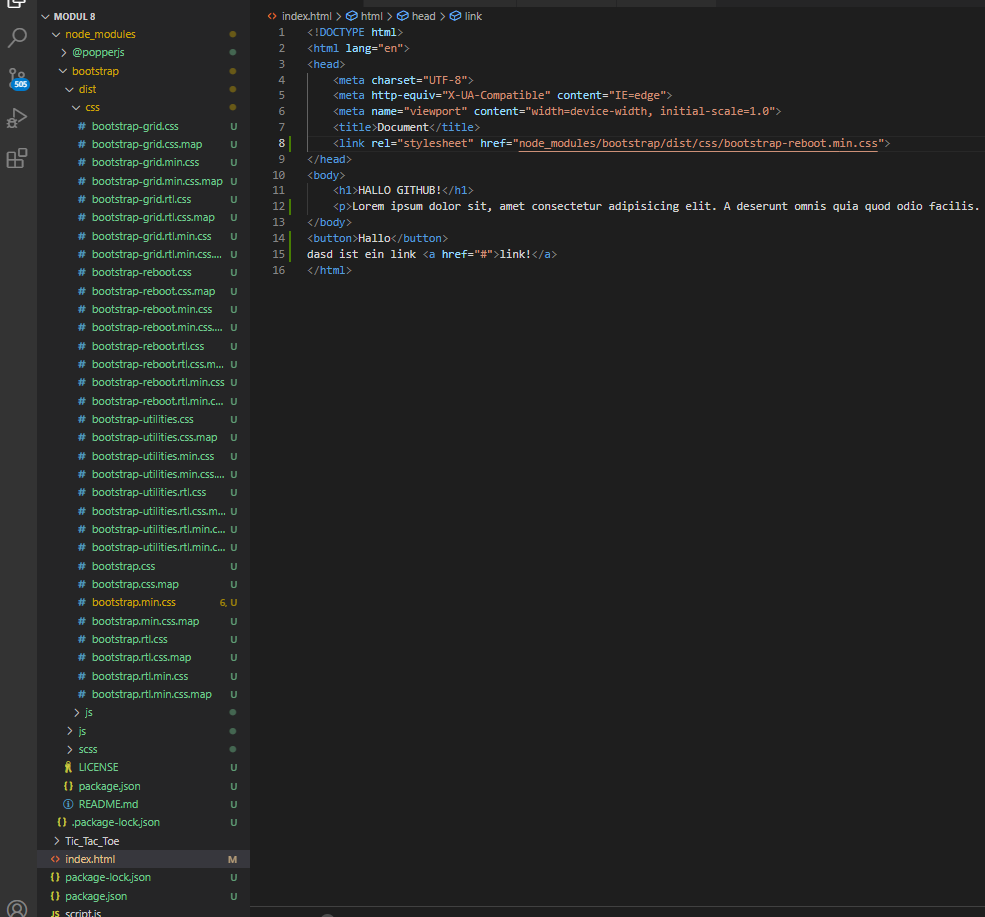 MODUL 8
node_modules
@popperjs
bootstrap
dist
css
# bootstrap-grid.css U
# bootstrap-grid.css.map U
# bootstrap-grid.min.css U
# bootstrap-grid.min.css.map U
# bootstrap-grid.rtl.css U
# bootstrap-grid.rtl.css.map U
# bootstrap-grid.rtl.min.css U
# bootstrap-grid.rtl.min.css.... U
# bootstrap-reboot.css U
# bootstrap-reboot.css.map U
# bootstrap-reboot.min.css U
# bootstrap-reboot.min.css.... U
# bootstrap-reboot.rtl.css U
# bootstrap-reboot.rtl.css.m... U
# bootstrap-reboot.rtl.min.css U
# bootstrap-reboot.rtl.min.c... U
# bootstrap-utilities.css U
# bootstrap-utilities.css.map U
# bootstrap-utilities.min.css U
# bootstrap-utilities.min.css.... U
# bootstrap-utilities.rtl.css U
# bootstrap-utilities.rtl.css.m... U
# bootstrap-utilities.rtl.min.c... U
# bootstrap-utilities.rtl.min.c... U
# bootstrap.css U
# bootstrap.css.map U
# bootstrap.min.css 6, U
# bootstrap.min.css.map U
# bootstrap.rtl.css U
# bootstrap.rtl.css.map U
# bootstrap.rtl.min.css U
# bootstrap.rtl.min.css.map U
js
js
scss
LICENSE U
{} package.json U
README.md U
{} .package-lock.json U
Tic_Tac_Toe
<> index.html M
{} package-lock.json U
{} package.json U
JS script.js
505
<> index.html > html > head > link
1 <!DOCTYPE html>
2 <html lang="en">
3 <head>
4 <meta charset="UTF-8">
5 <meta http-equiv="X-UA-Compatible" content="IE=edge">
6 <meta name="viewport" content="width=device-width, initial-scale=1.0">
7 <title>Document</title>
8 <link rel="stylesheet" href="node_modules/bootstrap/dist/css/bootstrap-reboot.min.css">
9 </head>
10 <body>
11 <h1>HALLO GITHUB!</h1>
12 <p>Lorem ipsum dolor sit, amet consectetur adipisicing elit. A deserunt omnis quia quod odio facilis.
13 </body>
14 <button>Hallo</button>
15 dasd ist ein link <a href="#">link!</a>
16 </html>